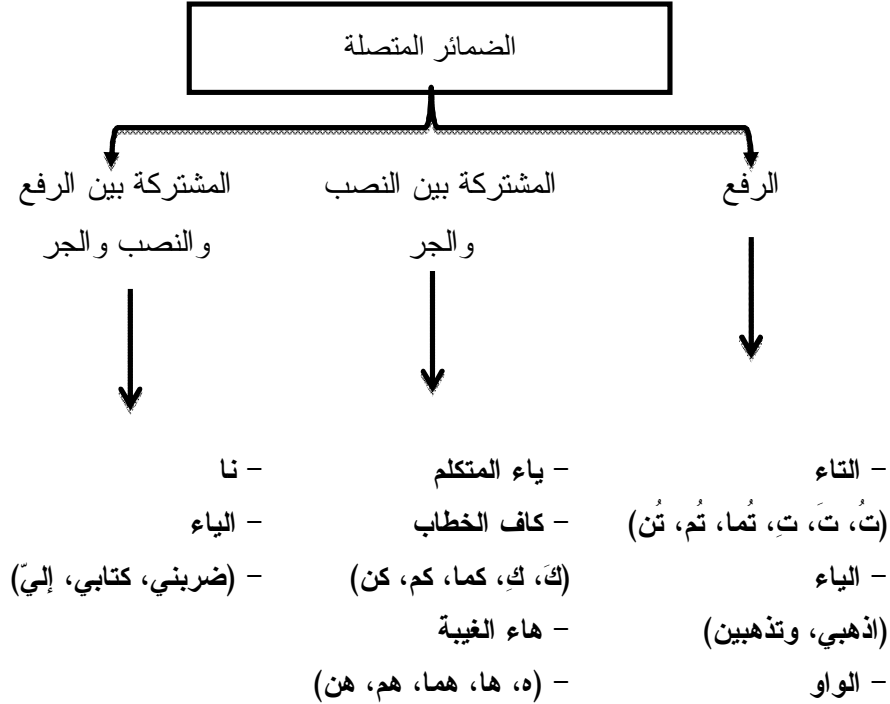 الضمائر المتصلة
الرفع
المشتركة بين النصب
والجر
المشتركة بين الرفع
والنصب والجر
- التاء
(تُ، تَ، تِ، تُما، تُم، تُن)
- الياء
(اذهبي، وتذهبين)
- الواو
- ياء المتكلم
- كاف الخطاب
(كَ، كِ، كما، كم، كن)
- هاء الغيبة
- (ه، ها، هما، هم، هن)
- نا
- الياء
- (ضربني، كتابي، إليّ)